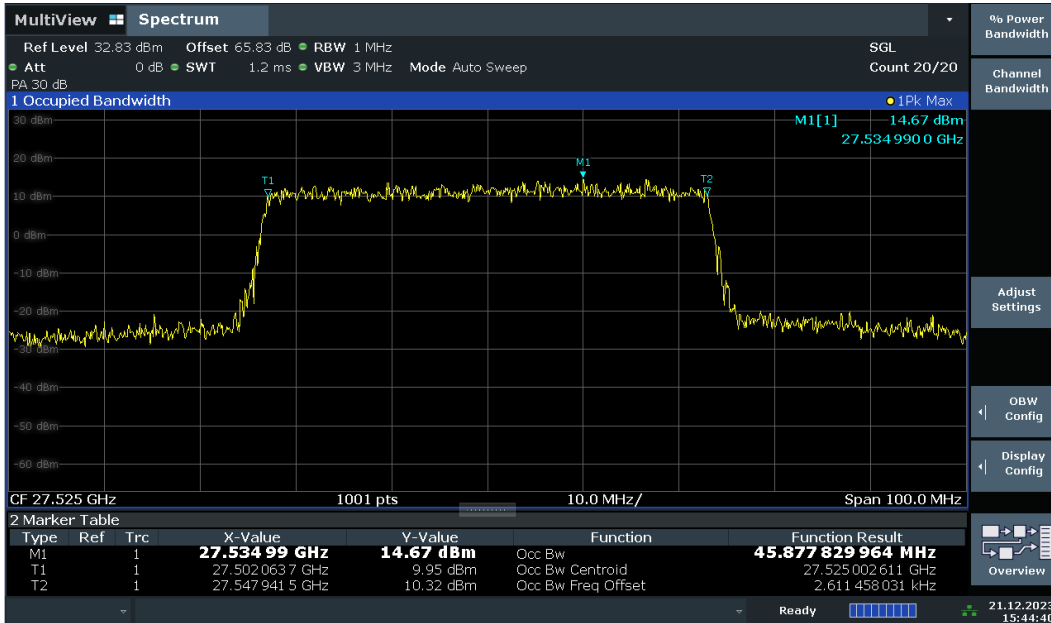 MultiView Spectrum
Ref Level 32.83 dBm Offset 65.83 dB RBW 1 MHz SGL
Att 0 dB SWT 1.2 ms VBW 3 MHz Mode Auto Sweep Count 20/20
PA 30 dB
1 Occupied Bandwidth 1Pk Max
30 dBm
M1[1] 14.67 dBm
27.534 990 0 GHz
20 dBm
M1
T1
T2
10 dBm
0 dBm
-10 dBm
-20 dBm
-30 dBm
-40 dBm
-50 dBm
-60 dBm
CF 27.525 GHz 1001 pts 10.0 MHz/ Span 100.0 MHz
2 Marker Table
Type Ref Trc X-Value Y-Value Function Function Result
M1 1 27.534 99 GHz 14.67 dBm Occ Bw 45.877 829 964 MHz
T1 1 27.502 063 7 GHz 9.95 dBm Occ Bw Centroid 27.525 002 611 GHz
T2 1 27.547 941 5 GHz 10.32 dBm Occ Bw Freq Offset 2.611 458 031 kHz
Ready 21.12.2023
15:44:40
% Power
Bandwidth
Channel
Bandwidth
Adjust
Settings
OBW
Config
Display
Config
Overview